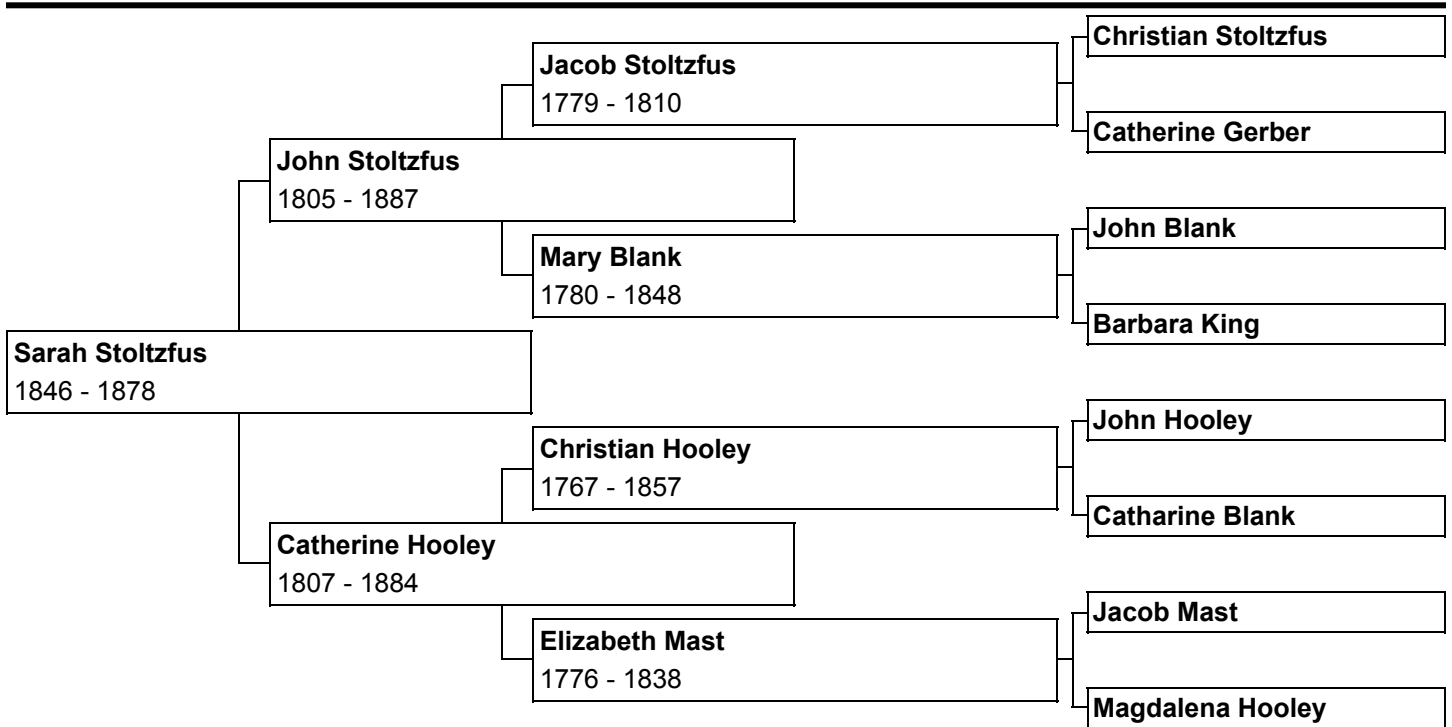 Christian Stoltzfus
Jacob Stoltzfus
1779 - 1810
Catherine Gerber
John Stoltzfus
1805 - 1887
John Blank
Mary Blank
1780 - 1848
Barbara King
Sarah Stoltzfus
1846 - 1878
John Hooley
Christian Hooley
1767 - 1857
Catharine Blank
Catherine Hooley
1807 - 1884
Jacob Mast
Elizabeth Mast
1776 - 1838
Magdalena Hooley